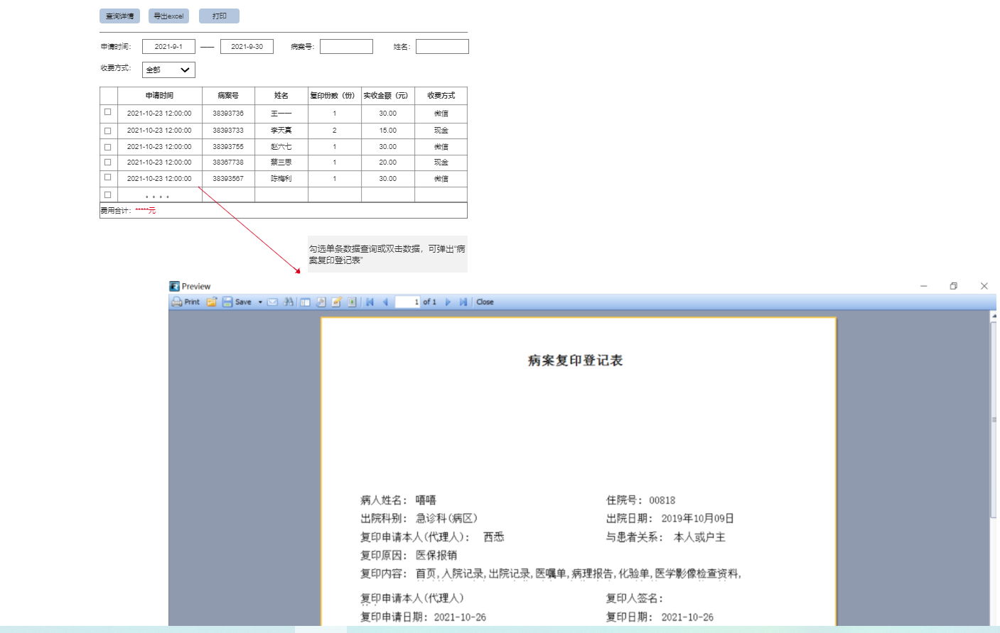 查询详情 导出excel 打印
申请时间： 2021-9-1 —— 2021-9-30 病案号： 姓名：
收费方式： 全部
申请时间 病案号 姓名 复印份数（份） 实收金额（元） 收费方式
2021-10-23 12:00:00 38393736 王一一 1 30.00 微信
2021-10-23 12:00:00 38393733 李天真 2 15.00 现金
2021-10-23 12:00:00 38393755 赵六七 1 30.00 微信
2021-10-23 12:00:00 38367738 蔡三思 1 20.00 现金
2021-10-23 12:00:00 38393567 陈梅利 1 30.00 微信
。。。。
费用合计：*****元
勾选单条数据查询或双击数据，可弹出“病
案复印登记表”
Preview
Print Save 1 of 1 Close
病案复印登记表
病人姓名： 嘻嘻 住院号： 00818
出院科别： 急诊科(病区) 出院日期： 2019年10月09日
复印申请本人(代理人)： 西悉 与患者关系： 本人或户主
复印原因： 医保报销
复印内容： 首页,入院记录,出院记录,医嘱单,病理报告,化验单,医学影像检查资料,
复印申请本人(代理人) 复印人签名：
复印申请日期： 2021-10-26 复印日期： 2021-10-26